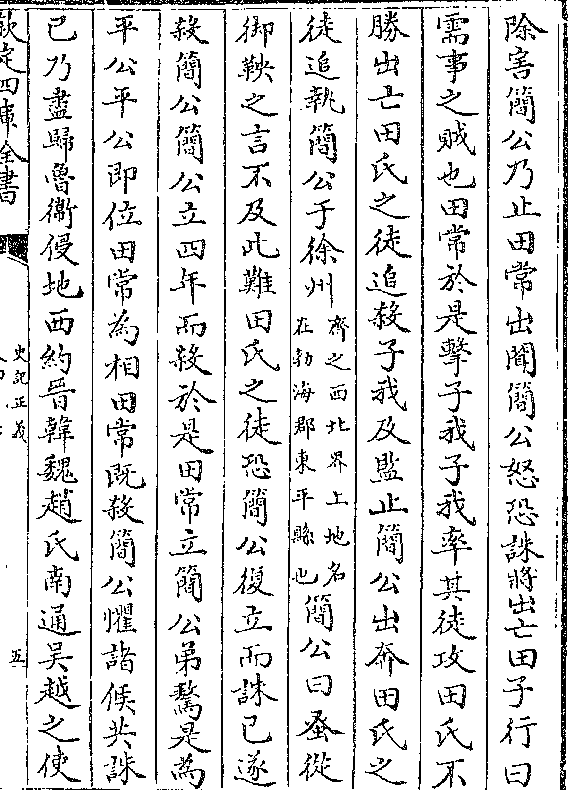 除害簡公乃止田常出聞簡公怒恐誅將出亡田子行曰
需事之賊也田常於是擊子我子我率其徒攻田氏不
勝出亡田氏之徒追殺子我及監止簡公出奔田氏之
徒追執簡公于徐州齊之西北界上地名在勃海郡東平縣也簡公曰蚤從
御鞅之言不及此難田氏之徒恐簡公復立而誅已遂
殺簡公簡公立四年而殺於是田常立簡公弟驁是為
平公平公即位田常為相田常既殺簡公懼諸侯共誅
已乃盡歸魯衛侵地西約晉韓魏趙氏南通吳越之使
欽定四庫全書
史記正義
五